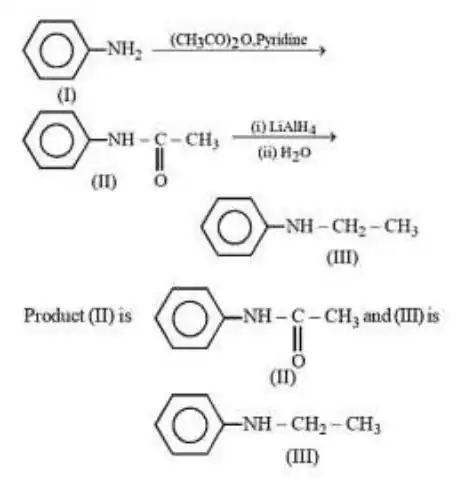 NH2 (CH3CO)2O,Pyridine
(I)
NH – C – CH3 (i) LiAlH4
(ii) H2O
(II) O
NH – CH2 – CH3
(III)
Product (II) is NH – C – CH3 and (III) is
O
(II)
NH – CH2 – CH3
(III)